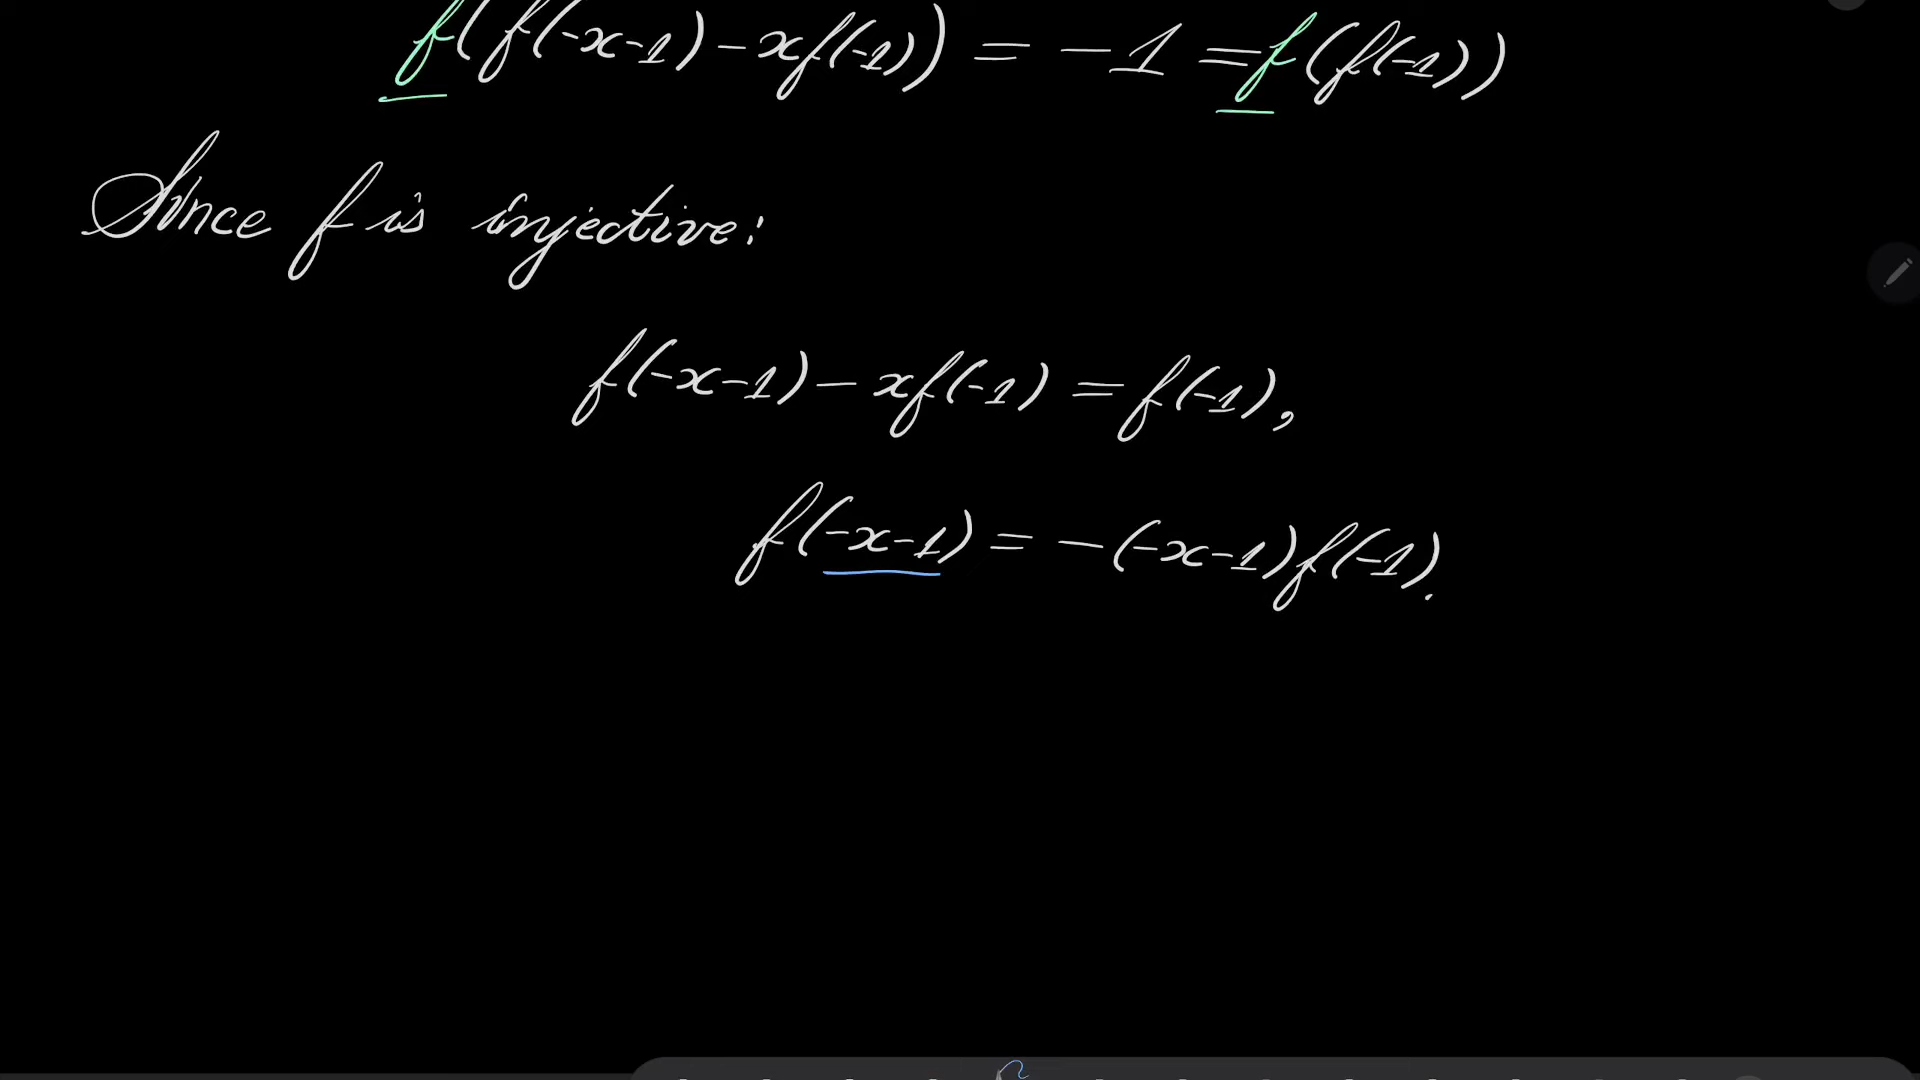 f(f(-x-1)-xf(-1)) = -1 = f(f(-1))
Since f is injective:
f(-x-1)-xf(-1) = f(-1),
f(-x-1) = -(-x-1)f(-1).